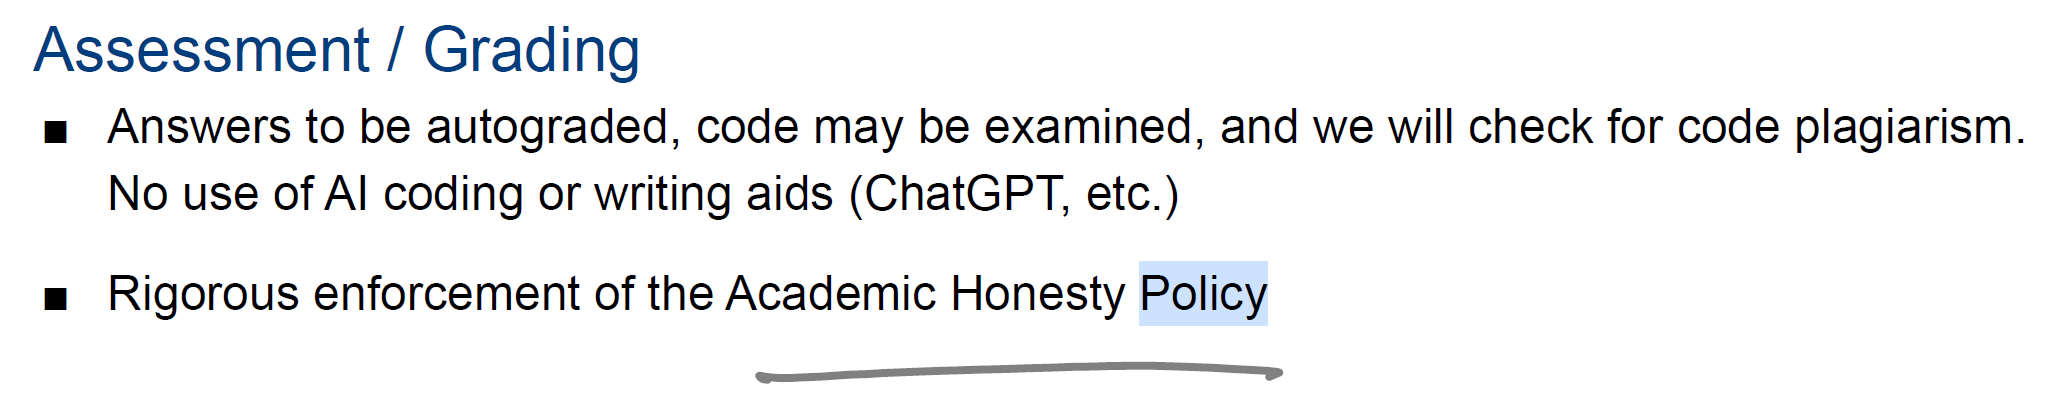 Assessment / Grading
■ Answers to be autograded, code may be examined, and we will check for code plagiarism.
No use of AI coding or writing aids (ChatGPT, etc.)
■ Rigorous enforcement of the Academic Honesty Policy